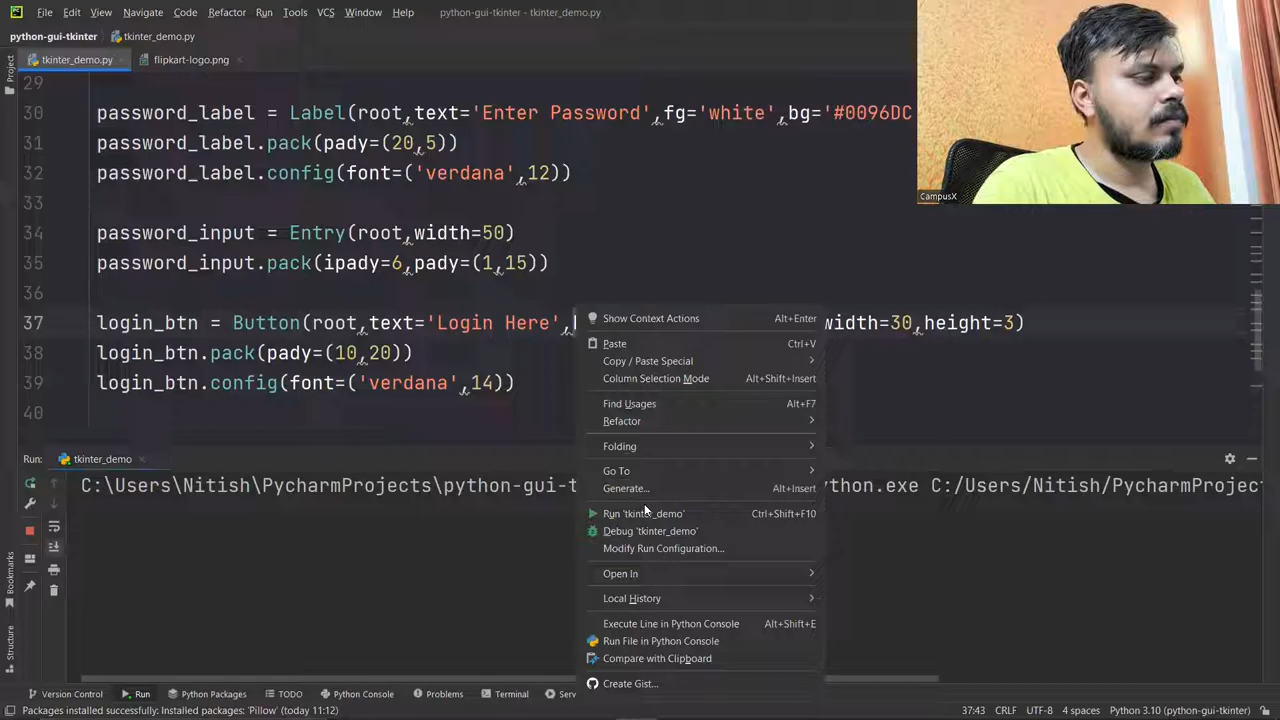 File Edit View Navigate Code Refactor Run Tools VCS Window Help python-gui-tkinter - tkinter_demo.py
python-gui-tkinter tkinter_demo.py
Project
tkinter_demo.py flipkart-logo.png
29
30 password_label = Label(root,text='Enter Password',fg='white',bg='#0096DC
31 password_label.pack(pady=(20,5))
32 password_label.config(font=('verdana',12))
33
34 password_input = Entry(root,width=50)
35 password_input.pack(ipady=6,pady=(1,15))
36
37 login_btn = Button(root,text='Login Here', width=30,height=3)
38 login_btn.pack(pady=(10,20))
39 login_btn.config(font=('verdana',14))
40
CampusX
Show Context Actions Alt+Enter
Paste Ctrl+V
Copy / Paste Special
Column Selection Mode Alt+Shift+Insert
Find Usages Alt+F7
Refactor
Folding
Go To
Generate... Alt+Insert
Run 'tkinter_demo' Ctrl+Shift+F10
Debug 'tkinter_demo'
Modify Run Configuration...
Open In
Local History
Execute Line in Python Console Alt+Shift+E
Run File in Python Console
Compare with Clipboard
Create Gist...
Run: tkinter_demo
C:\Users\Nitish\PycharmProjects\python-gui-t ython.exe C:/Users/Nitish/PycharmProject
Bookmarks
Structure
Version Control Run Python Packages TODO Python Console Problems Terminal Serv
Packages installed successfully: Installed packages: 'Pillow' (today 11:12) 37:43 CRLF UTF-8 4 spaces Python 3.10 (python-gui-tkinter)